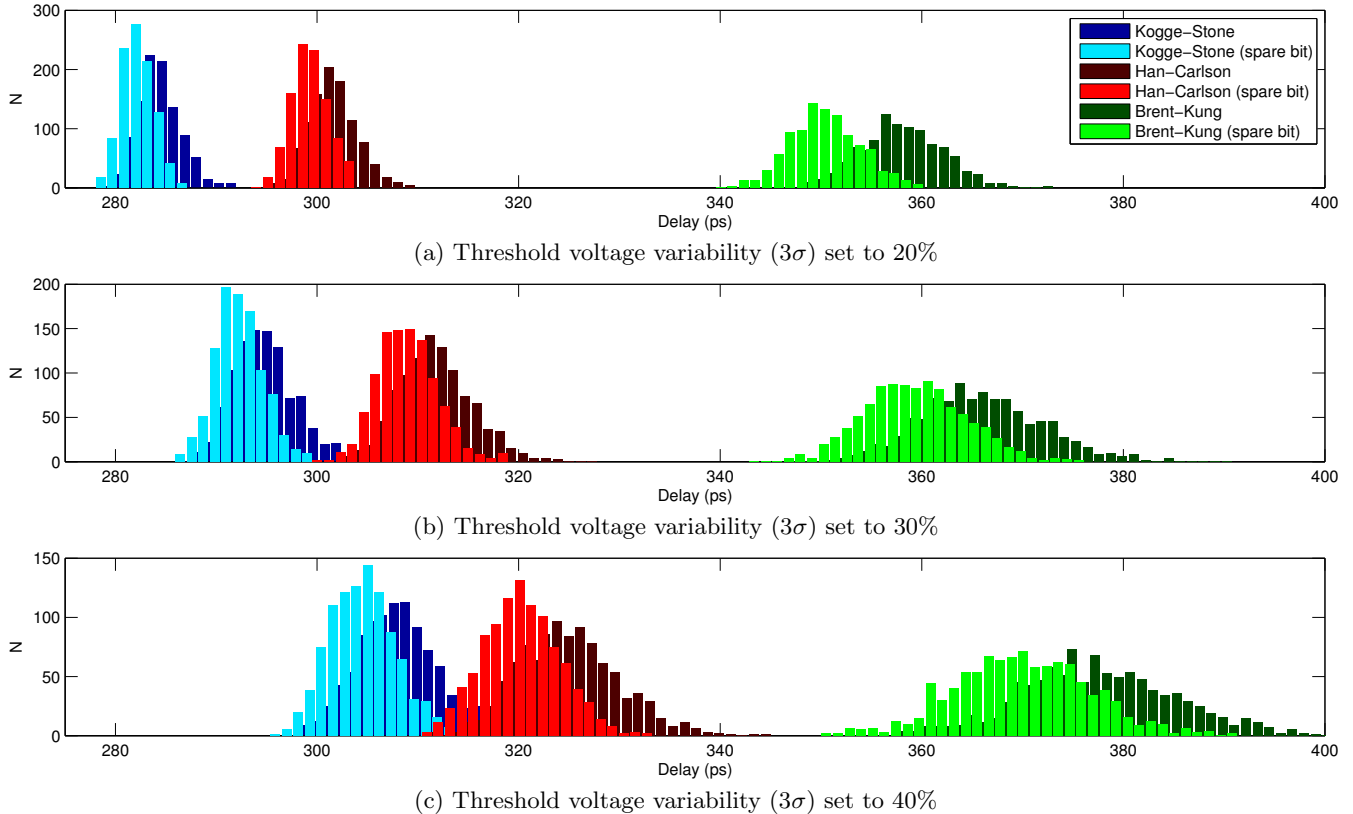 300
200
100
0
N
280
300
320
340
360
380
400
Delay (ps)
Kogge−Stone
Kogge−Stone (spare bit)
Han−Carlson
Han−Carlson (spare bit)
Brent−Kung
Brent−Kung (spare bit)
(a) Threshold voltage variability (3σ) set to 20%
200
150
100
50
0
N
280
300
320
340
360
380
400
Delay (ps)
(b) Threshold voltage variability (3σ) set to 30%
150
100
50
0
N
280
300
320
340
360
380
400
Delay (ps)
(c) Threshold voltage variability (3σ) set to 40%